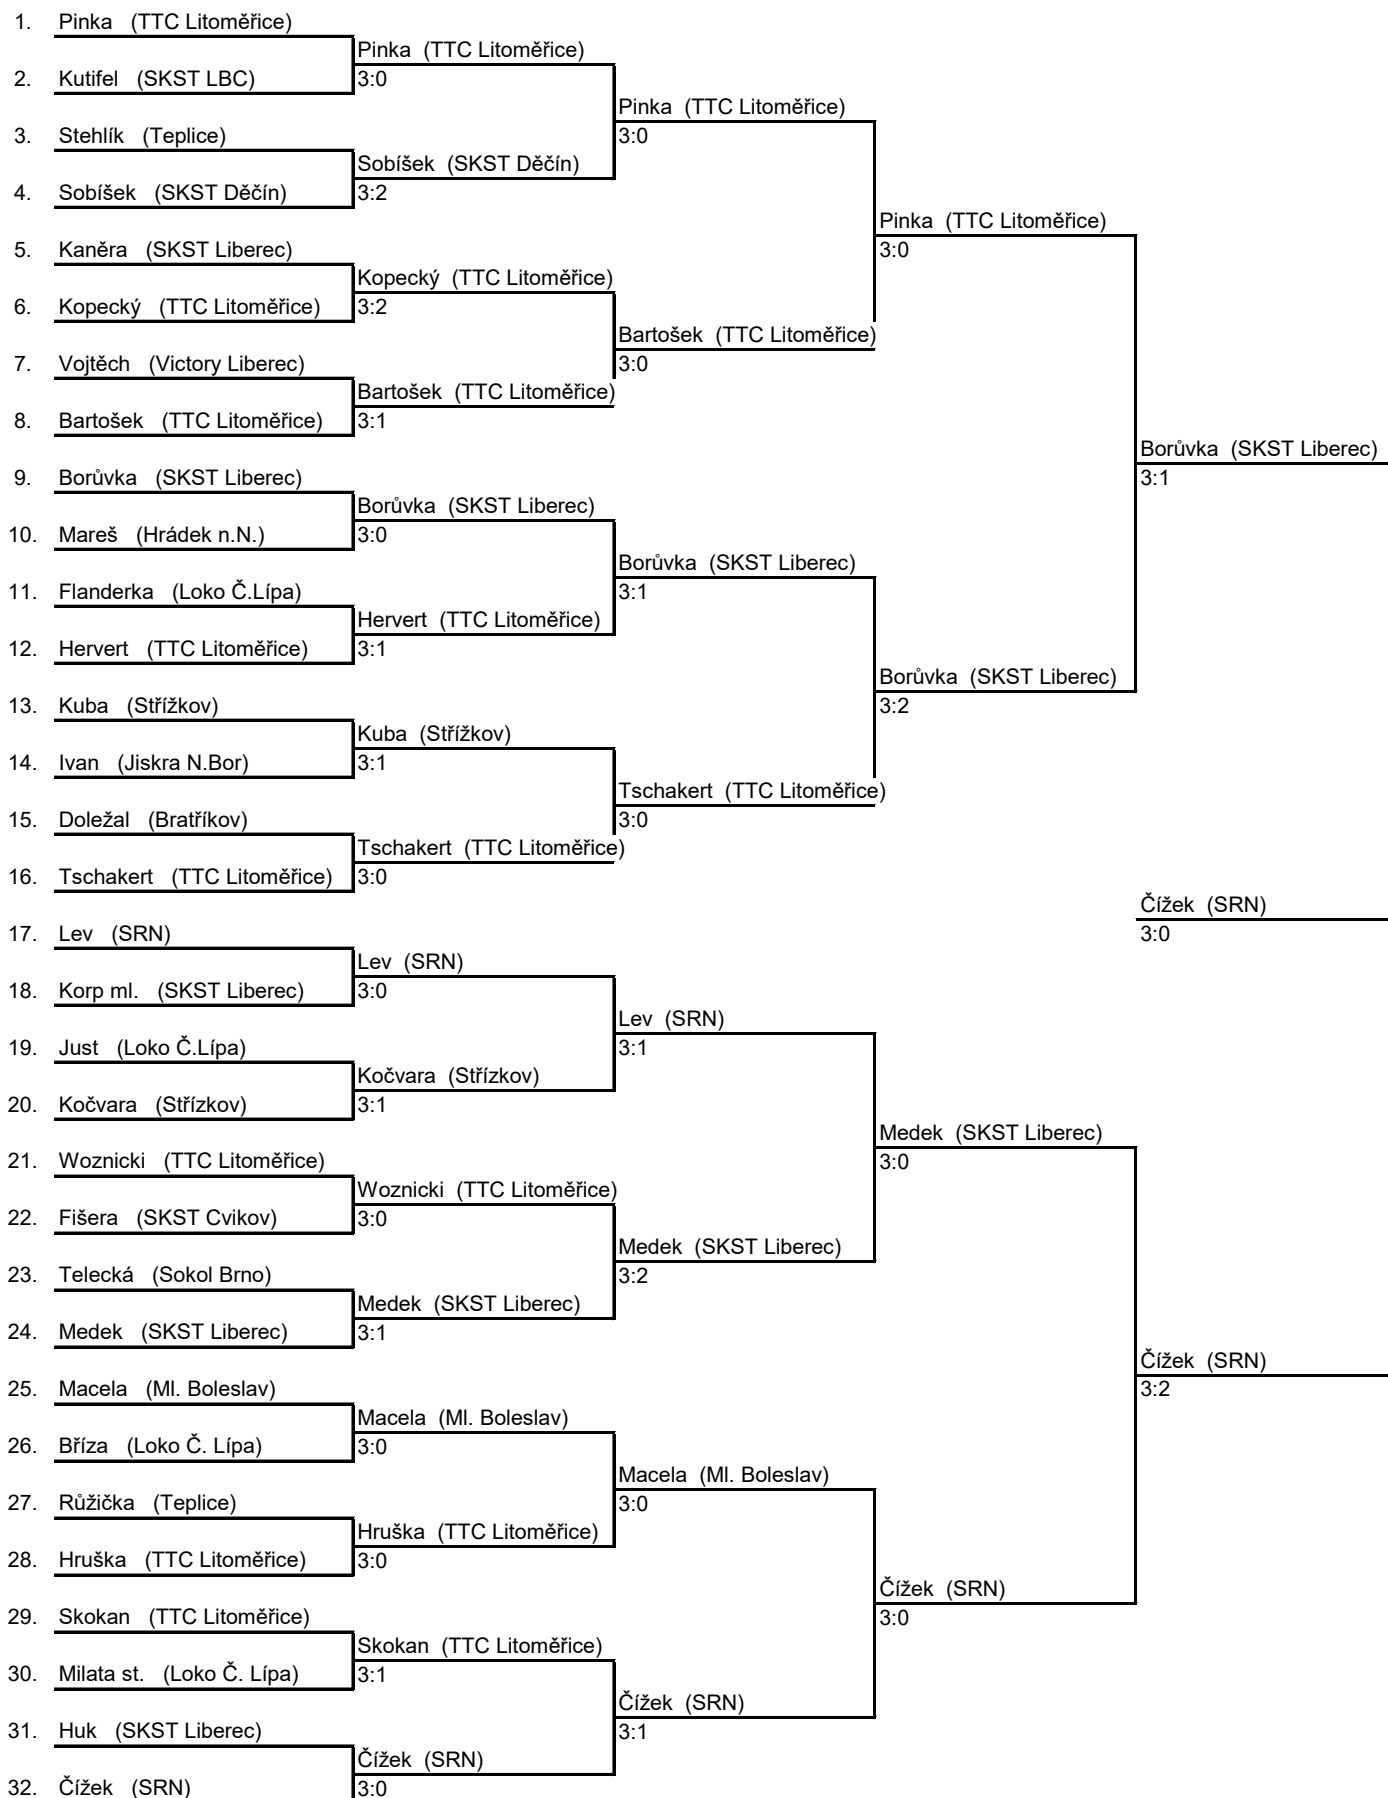 1. Pinka (TTC Litoměřice)
Pinka (TTC Litoměřice)
2. Kutifel (SKST LBC) 3:0
Pinka (TTC Litoměřice)
3. Stehlík (Teplice) 3:0
Sobíšek (SKST Děčín)
4. Sobíšek (SKST Děčín) 3:2
Pinka (TTC Litoměřice)
5. Kaněra (SKST Liberec) 3:0
Kopecký (TTC Litoměřice)
6. Kopecký (TTC Litoměřice) 3:2
Bartošek (TTC Litoměřice)
7. Vojtěch (Victory Liberec) 3:0
Bartošek (TTC Litoměřice)
8. Bartošek (TTC Litoměřice) 3:1
Borůvka (SKST Liberec)
9. Borůvka (SKST Liberec) 3:1
Borůvka (SKST Liberec)
10. Mareš (Hrádek n.N.) 3:0
Borůvka (SKST Liberec)
11. Flanderka (Loko Č.Lípa) 3:1
Hervert (TTC Litoměřice)
12. Hervert (TTC Litoměřice) 3:1
Borůvka (SKST Liberec)
13. Kuba (Střížkov) 3:2
Kuba (Střížkov)
14. Ivan (Jiskra N.Bor) 3:1
Tschakert (TTC Litoměřice)
15. Doležal (Bratříkov) 3:0
Tschakert (TTC Litoměřice)
16. Tschakert (TTC Litoměřice) 3:0
Čížek (SRN)
17. Lev (SRN) 3:0
Lev (SRN)
18. Korp ml. (SKST Liberec) 3:0
Lev (SRN)
19. Just (Loko Č.Lípa) 3:1
Kočvara (Střízkov)
20. Kočvara (Střízkov) 3:1
Medek (SKST Liberec)
21. Woznicki (TTC Litoměřice) 3:0
Woznicki (TTC Litoměřice)
22. Fišera (SKST Cvikov) 3:0
Medek (SKST Liberec)
23. Telecká (Sokol Brno) 3:2
Medek (SKST Liberec)
24. Medek (SKST Liberec) 3:1
Čížek (SRN)
25. Macela (Ml. Boleslav) 3:2
Macela (Ml. Boleslav)
26. Bříza (Loko Č. Lípa) 3:0
Macela (Ml. Boleslav)
27. Růžička (Teplice) 3:0
Hruška (TTC Litoměřice)
28. Hruška (TTC Litoměřice) 3:0
Čížek (SRN)
29. Skokan (TTC Litoměřice) 3:0
Skokan (TTC Litoměřice)
30. Milata st. (Loko Č. Lípa) 3:1
Čížek (SRN)
31. Huk (SKST Liberec) 3:1
Čížek (SRN)
32. Čížek (SRN) 3:0